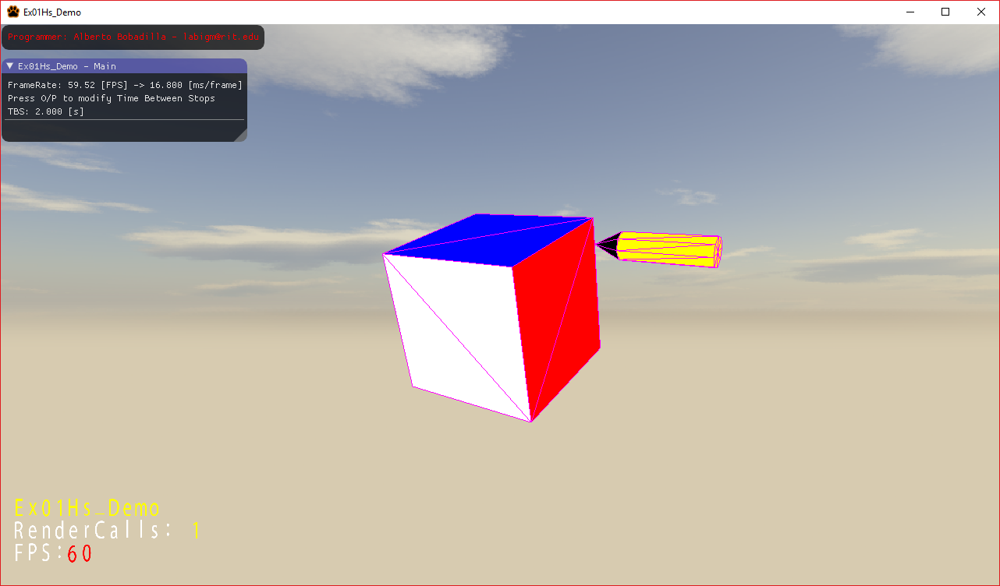 Ex01Hs_Demo
Programmer: Alberto Bobadilla - labigm@rit.edu
Ex01Hs_Demo - Main
FrameRate: 59.52 [FPS] -> 16.800 [ms/frame]
Press O/P to modify Time Between Stops
TBS: 2.000 [s]
Ex01Hs_Demo
RenderCalls: 1
FPS:60